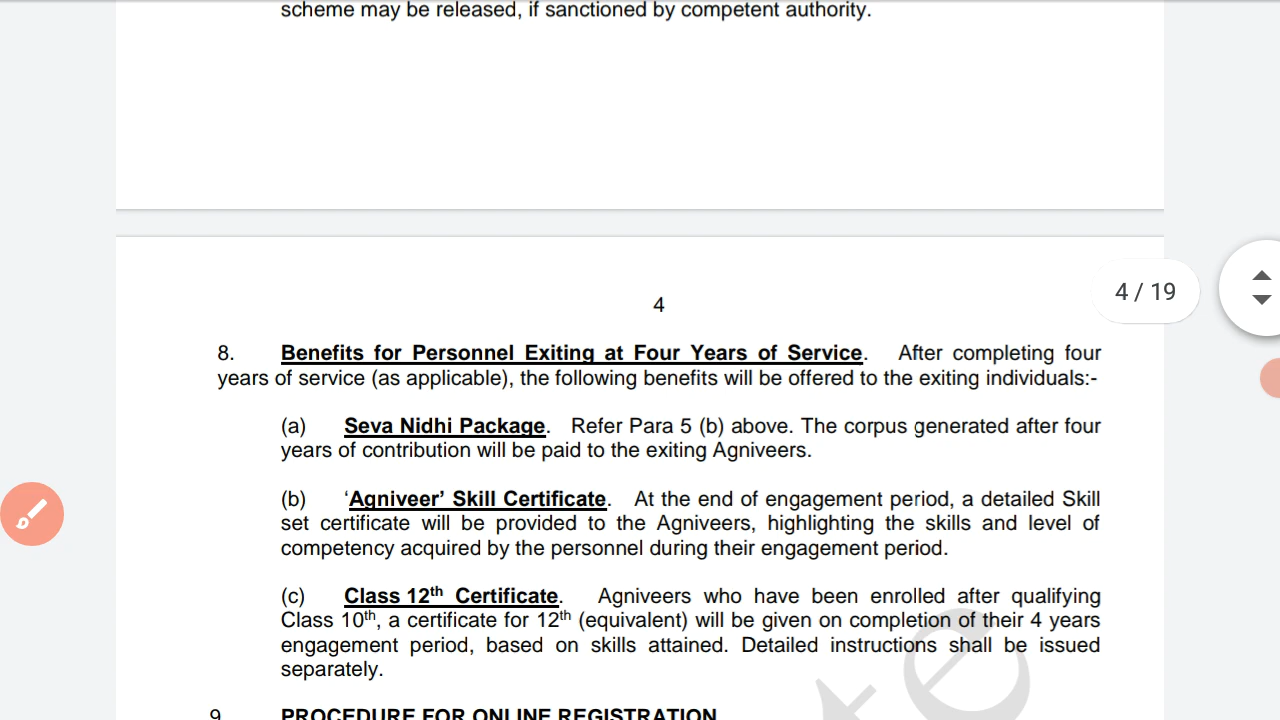 scheme may be released, if sanctioned by competent authority.
4 / 19
4
8. Benefits for Personnel Exiting at Four Years of Service. After completing four
years of service (as applicable), the following benefits will be offered to the exiting individuals:-
(a) Seva Nidhi Package. Refer Para 5 (b) above. The corpus generated after four
years of contribution will be paid to the exiting Agniveers.
(b) ‘Agniveer’ Skill Certificate. At the end of engagement period, a detailed Skill
set certificate will be provided to the Agniveers, highlighting the skills and level of
competency acquired by the personnel during their engagement period.
(c) Class 12th Certificate. Agniveers who have been enrolled after qualifying
Class 10th, a certificate for 12th (equivalent) will be given on completion of their 4 years
engagement period, based on skills attained. Detailed instructions shall be issued
separately.
9 PROCEDURE FOR ONLINE REGISTRATION